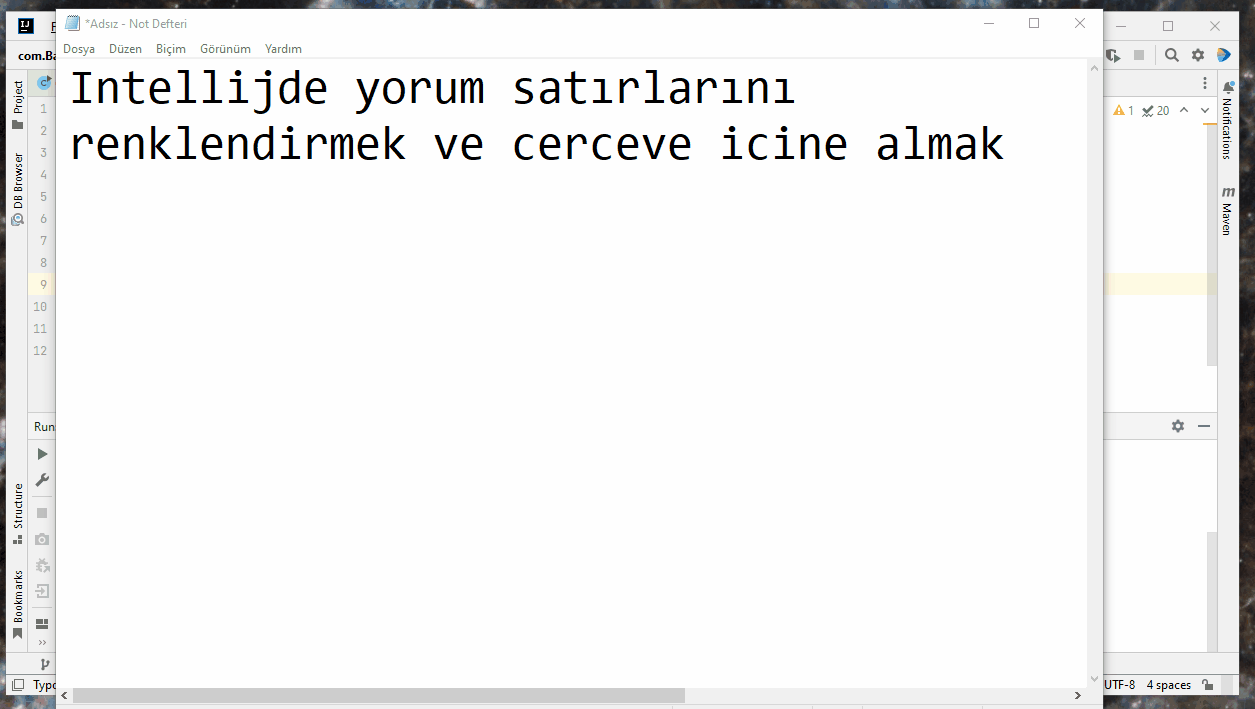 *Adsız - Not Defteri
Dosya Düzen Biçim Görünüm Yardım
com.Ba
Intellijde yorum satırlarını
renklendirmek ve cerceve icine almak
1 20
Project
DB Browser
Structure
Bookmarks
1
2
3
4
5
6
7
8
9
10
11
12
Notifications
m
Maven
Run:
Typo
UTF-8 4 spaces